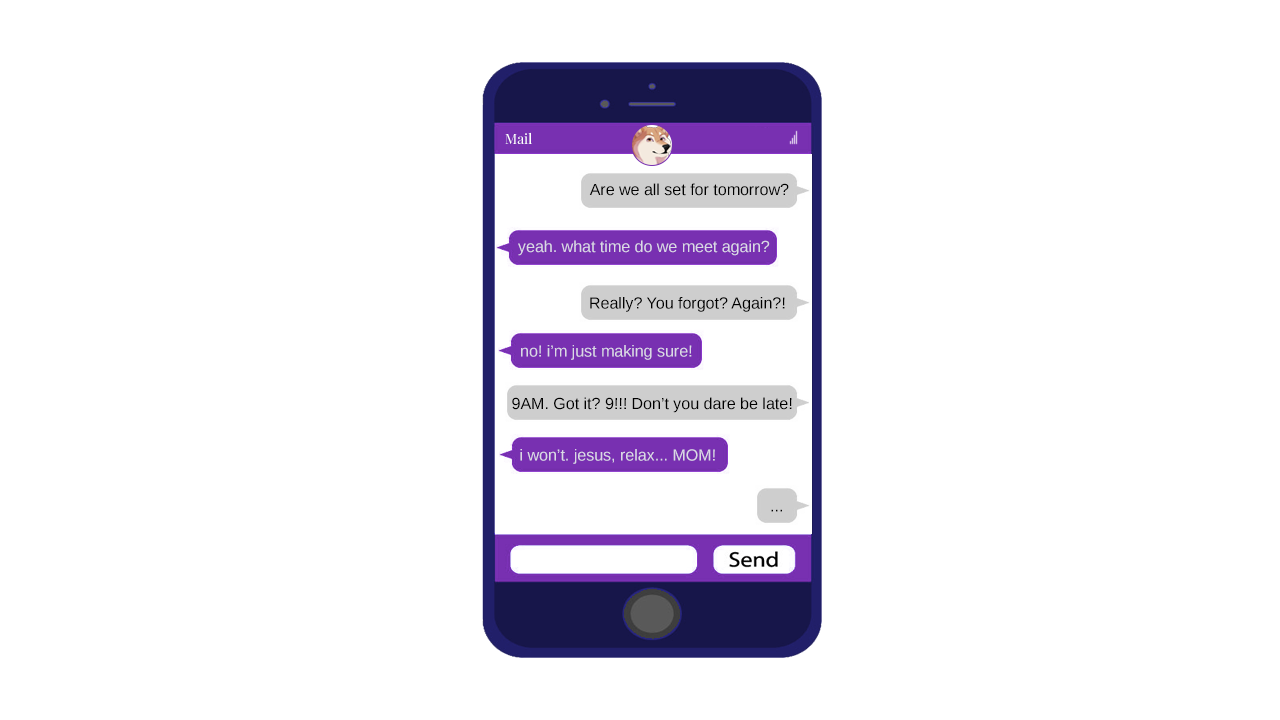 Mail
Are we all set for tomorrow?
yeah. what time do we meet again?
Really? You forgot? Again?!
no! i’m just making sure!
9AM. Got it? 9!!! Don’t you dare be late!
i won’t. jesus, relax... MOM!
...
Send